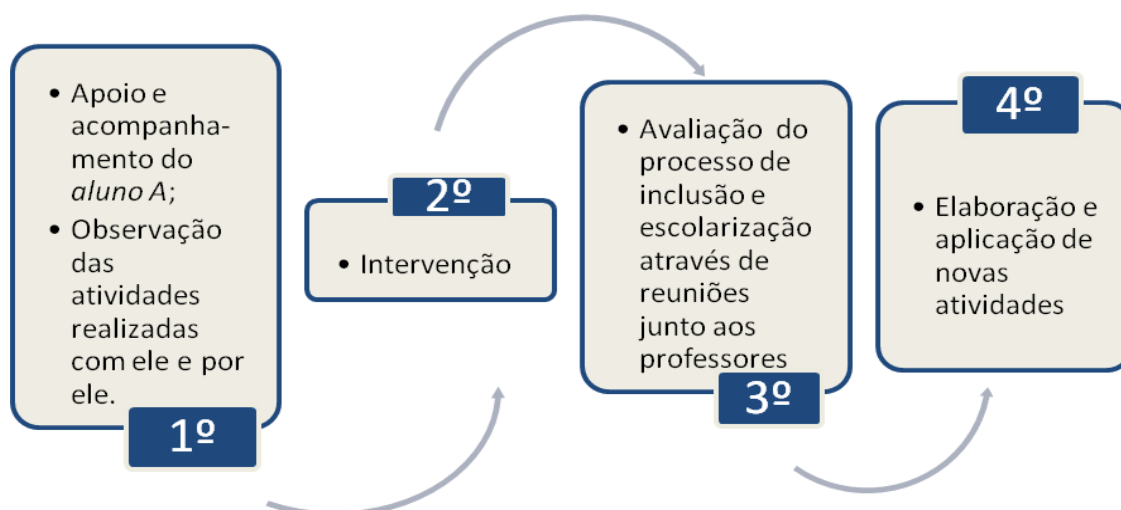 • Apoio e
acompanha-
mento do
aluno A;
• Observação
das
atividades
realizadas
com ele e por
ele.
1º
2º
• Intervenção
• Avaliação do
processo de
inclusão e
escolarização
através de
reuniões
junto aos
professores
3º
4º
• Elaboração e
aplicação de
novas
atividades